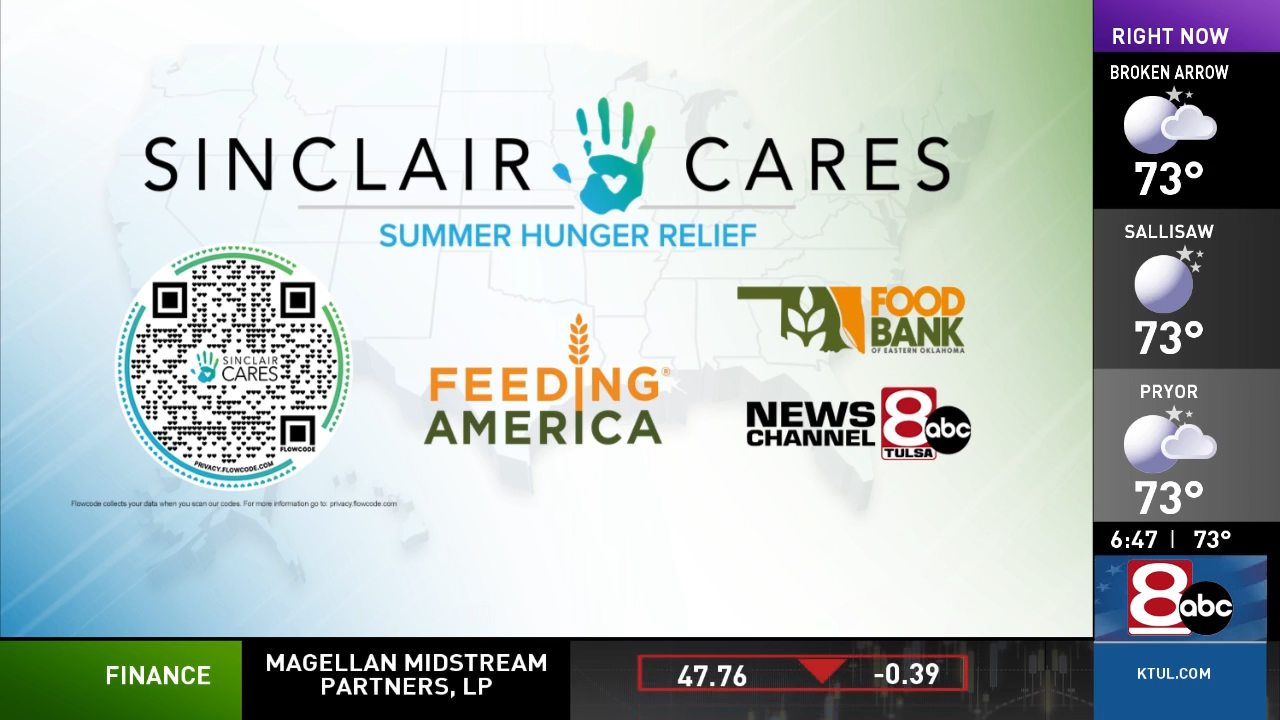 SINCLAIR CARES
SUMMER HUNGER RELIEF
SINCLAIR
CARES
FLOWCODE
PRIVACY.FLOWCODE.COM
Flowcode collects your data when you scan our codes. For more information go to: privacy.flowcode.com
FEEDING®
AMERICA
FOOD
BANK
OF EASTERN OKLAHOMA
NEWS
CHANNEL
8
abc
TULSA
RIGHT NOW
BROKEN ARROW
73°
SALLISAW
73°
PRYOR
73°
6:47 | 73°
8
abc
KTUL.COM
FINANCE
MAGELLAN MIDSTREAM
PARTNERS, LP
47.76 -0.39